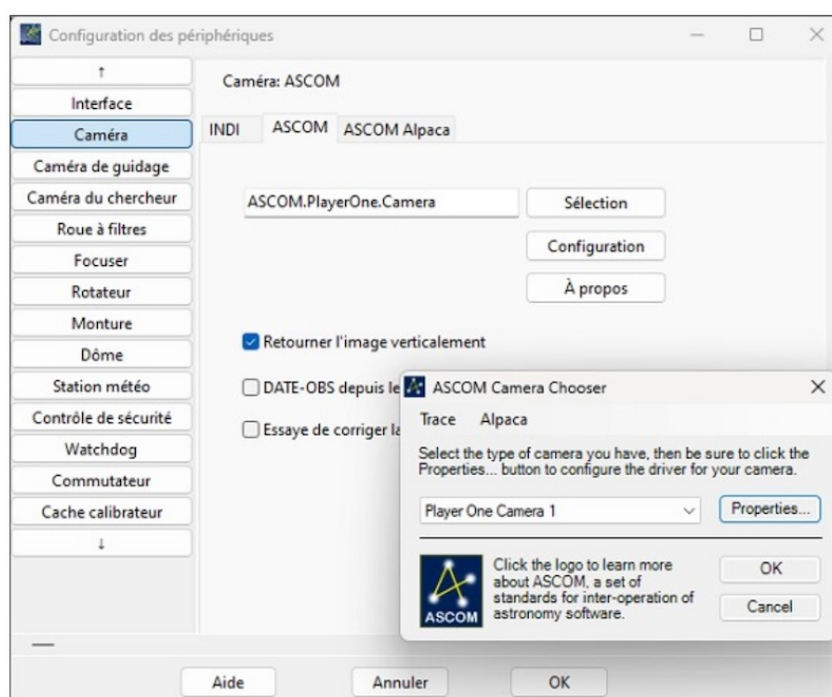 Configuration des périphériques
↑
Interface
Caméra
Caméra de guidage
Caméra du chercheur
Roue à filtres
Focuser
Rotateur
Monture
Dôme
Station météo
Contrôle de sécurité
Watchdog
Commutateur
Cache calibrateur
↓
Caméra: ASCOM
INDI ASCOM ASCOM Alpaca
ASCOM.PlayerOne.Camera Sélection
Configuration
À propos
Retourner l'image verticalement
DATE-OBS depuis le
Essaye de corriger la
ASCOM Camera Chooser
Trace Alpaca
Select the type of camera you have, then be sure to click the
Properties... button to configure the driver for your camera.
Player One Camera 1 Properties...
ASCOM
Click the logo to learn more
about ASCOM, a set of
standards for inter-operation of
astronomy software.
OK
Cancel
Aide Annuler OK